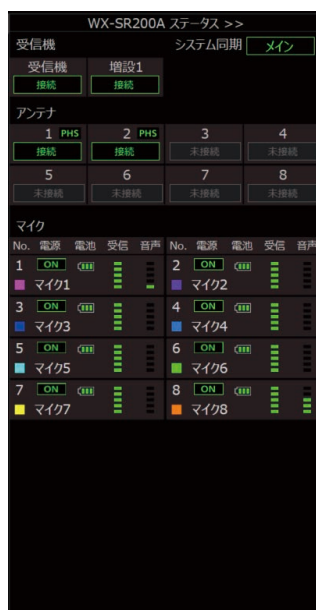 WX-SR200A ステータス >>
受信機 システム同期 メイン
受信機 増設1
接続 接続
アンテナ
1 PHS 2 PHS 3 4
接続 接続 未接続 未接続
5 6 7 8
未接続 未接続 未接続 未接続
マイク
No. 電源 電池 受信 音声 No. 電源 電池 受信 音声
1 ON 2 ON
マイク1 マイク2
3 ON 4 ON
マイク3 マイク4
5 ON 6 ON
マイク5 マイク6
7 ON 8 ON
マイク7 マイク8